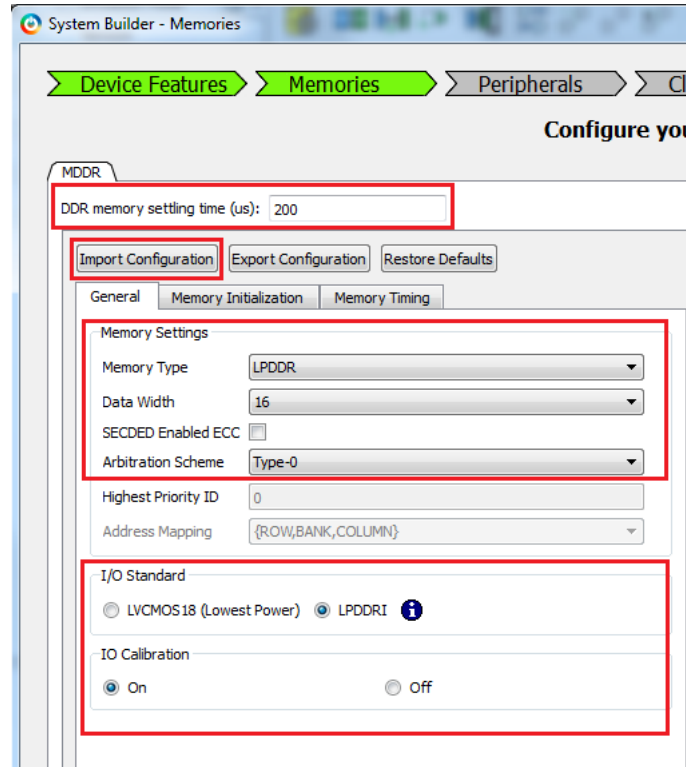 System Builder - Memories
Device Features Memories Peripherals Cl
Configure you
MDDR
DDR memory settling time (us): 200
Import Configuration Export Configuration Restore Defaults
General Memory Initialization Memory Timing
Memory Settings
Memory Type LPDDR
Data Width 16
SECDED Enabled ECC
Arbitration Scheme Type-0
Highest Priority ID 0
Address Mapping {ROW,BANK,COLUMN}
I/O Standard
LVCMOS18 (Lowest Power) LPDDRI i
IO Calibration
On Off